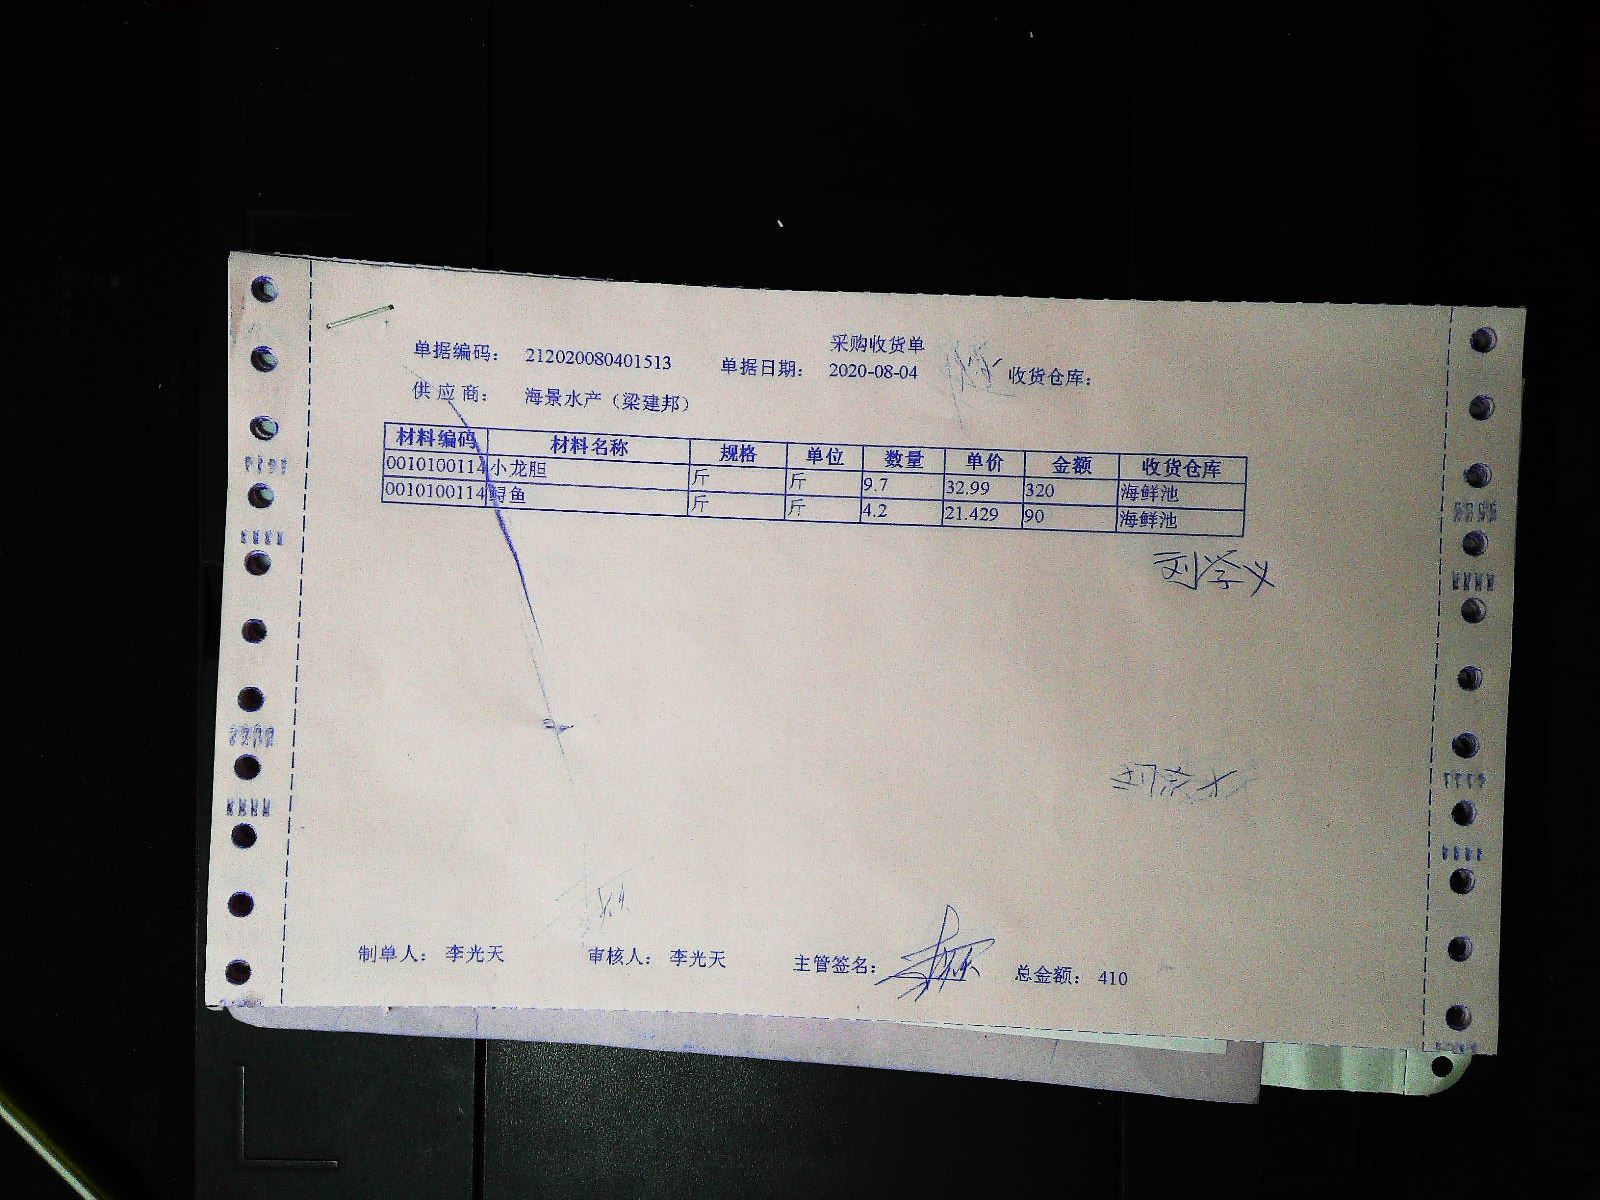 采购收货单
单据编码： 212020080401513 单据日期： 2020-08-04 收货仓库：
供 应 商： 海景水产（梁建邦）
材料编码 材料名称 规格 单位 数量 单价 金额 收货仓库
0010100114 小龙胆 斤 斤 9.7 32.99 320 海鲜池
0010100114 鲟鱼 斤 斤 4.2 21.429 90 海鲜池
刘学义
制单人： 李光天 审核人： 李光天 主管签名： 总金额： 410